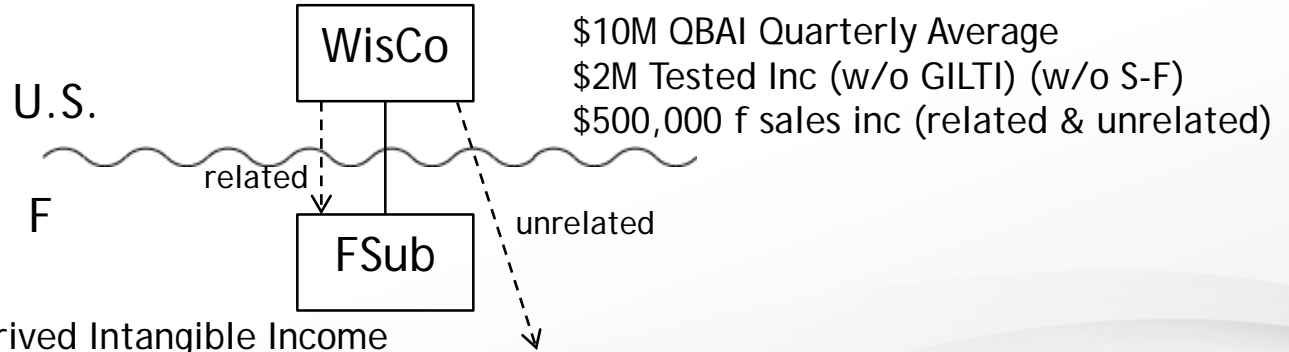 WisCo
$10M QBAI Quarterly Average
$2M Tested Inc (w/o GILTI) (w/o S-F)
$500,000 f sales inc (related & unrelated)
U.S.
related
F
unrelated
FSub
rived Intangible Income